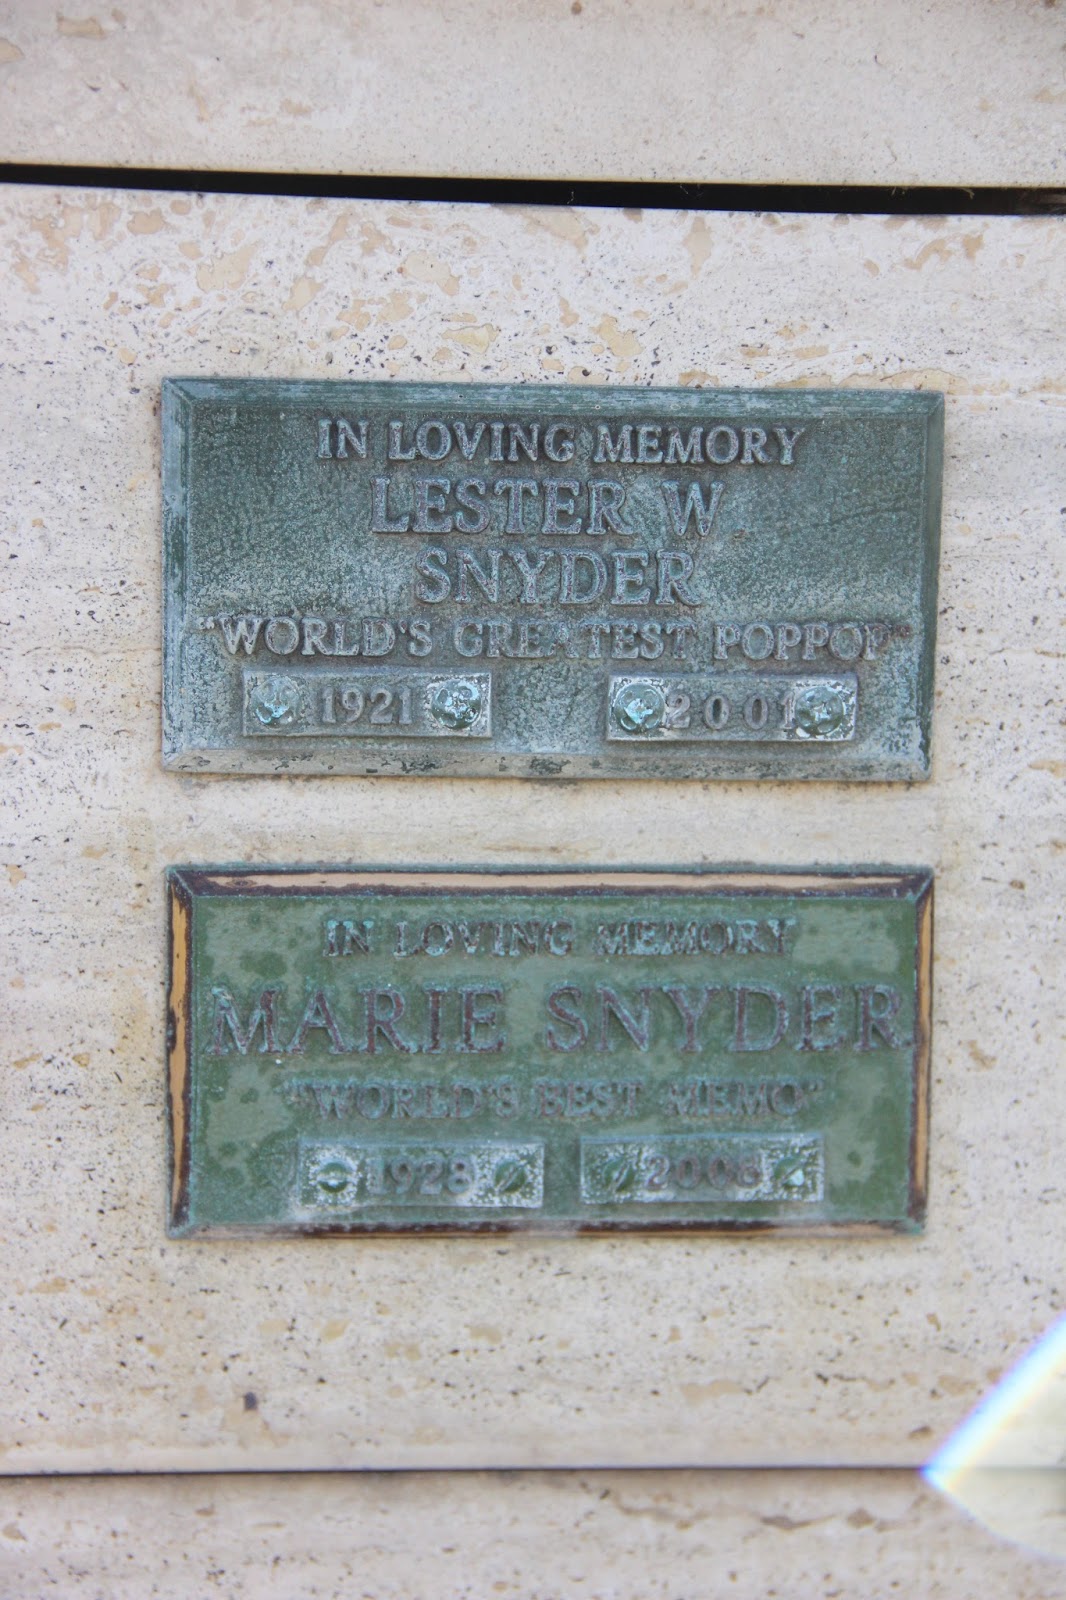 IN LOVING MEMORY
LESTER W
SNYDER
"WORLD'S GREATEST POPPOP"
1921 2001
IN LOVING MEMORY
MARIE SNYDER
"WORLD'S BEST MEMO"
1928 2008